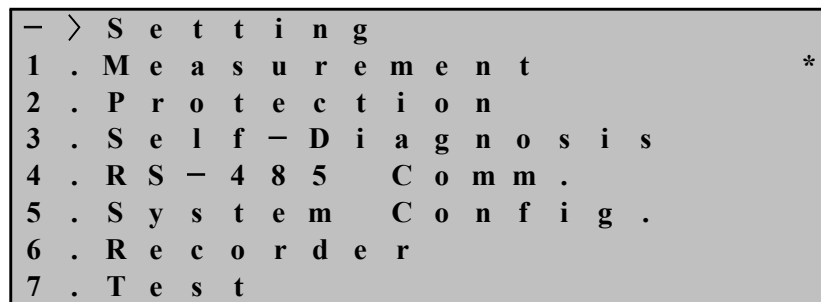 —〉Setting
1.Measurement *
2.Protection
3.Self—Diagnosis
4.RS—485 Comm.
5.System Config.
6.Recorder
7.Test